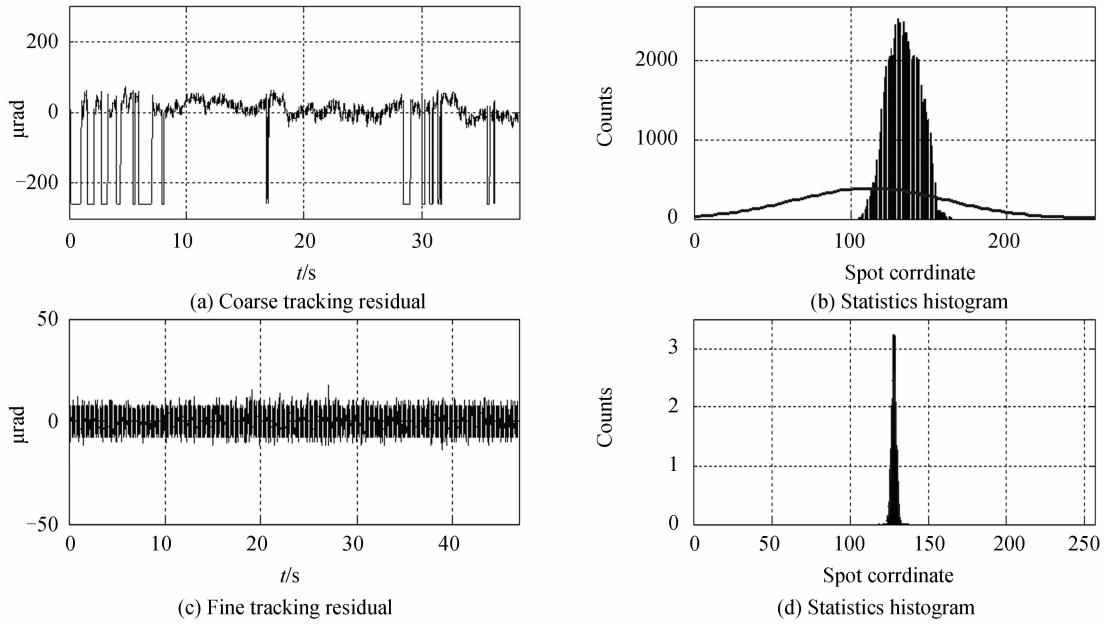 200
0
−200
μrad
0 10 20 30
t/s
(a) Coarse tracking residual
2000
1000
0
Counts
0 100 200
Spot corrdinate
(b) Statistics histogram
50
0
−50
μrad
0 10 20 30 40
t/s
(c) Fine tracking residual
3
2
1
0
Counts
0 50 100 150 200 250
Spot corrdinate
(d) Statistics histogram